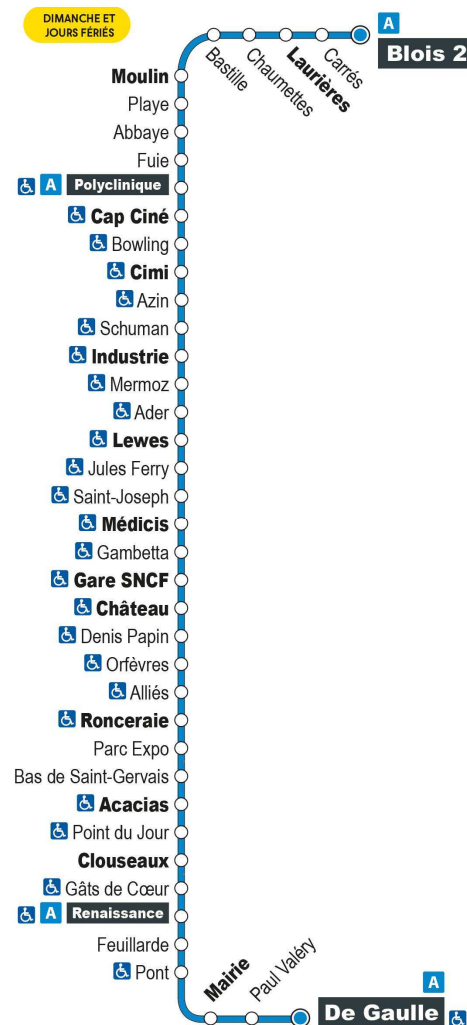 DIMANCHE ET
JOURS FÉRIÉS
A
Blois 2
Bastille
Chaumettes
Laurières
Carrés
Moulin
Playe
Abbaye
Fuie
A Polyclinique
Cap Ciné
Bowling
Cimi
Azin
Schuman
Industrie
Mermoz
Ader
Lewes
Jules Ferry
Saint-Joseph
Médicis
Gambetta
Gare SNCF
Château
Denis Papin
Orfèvres
Alliés
Ronceraie
Parc Expo
Bas de Saint-Gervais
Acacias
Point du Jour
Clouseaux
Gâts de Cœur
A Renaissance
Feuillarde
Pont
Mairie
Paul Valéry
A
De Gaulle